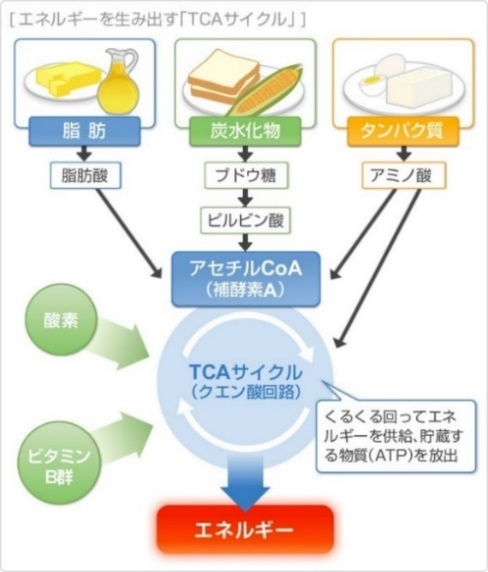 [エネルギーを生み出す「TCAサイクル」]
脂肪
炭水化物
タンパク質
脂肪酸
ブドウ糖
アミノ酸
ピルビン酸
アセチルCoA
(補酵素A)
酸素
TCAサイクル
(クエン酸回路)
くるくる回ってエネ
ルギーを供給、貯蔵す
る物質(ATP)を放出
ビタミン
B群
エネルギー